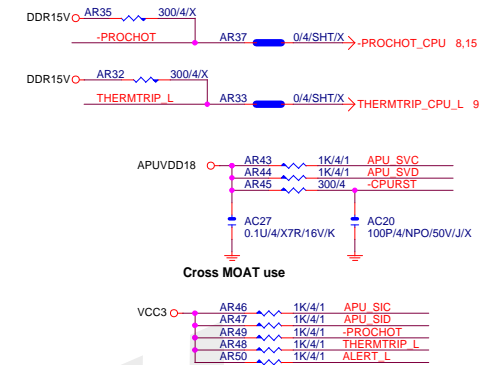 DDR15V AR35 300/4/X
-PROCHOT AR37 0/4/SHT/X -PROCHOT_CPU 8,15
DDR15V AR32 300/4/X
THERMTRIP_L AR33 0/4/SHT/X THERMTRIP_CPU_L 9
APUVDD18 AR43 1K/4/1 APU_SVC
AR44 1K/4/1 APU_SVD
AR45 300/4 -CPURST
AC27 AC20
0.1U/4/X7R/16V/K 100P/4/NPO/50V/J/X
Cross MOAT use
VCC3 AR46 1K/4/1 APU_SIC
AR47 1K/4/1 APU_SID
AR49 1K/4/1 -PROCHOT
AR48 1K/4/1 THERMTRIP_L
AR50 1K/4/1 ALERT_L